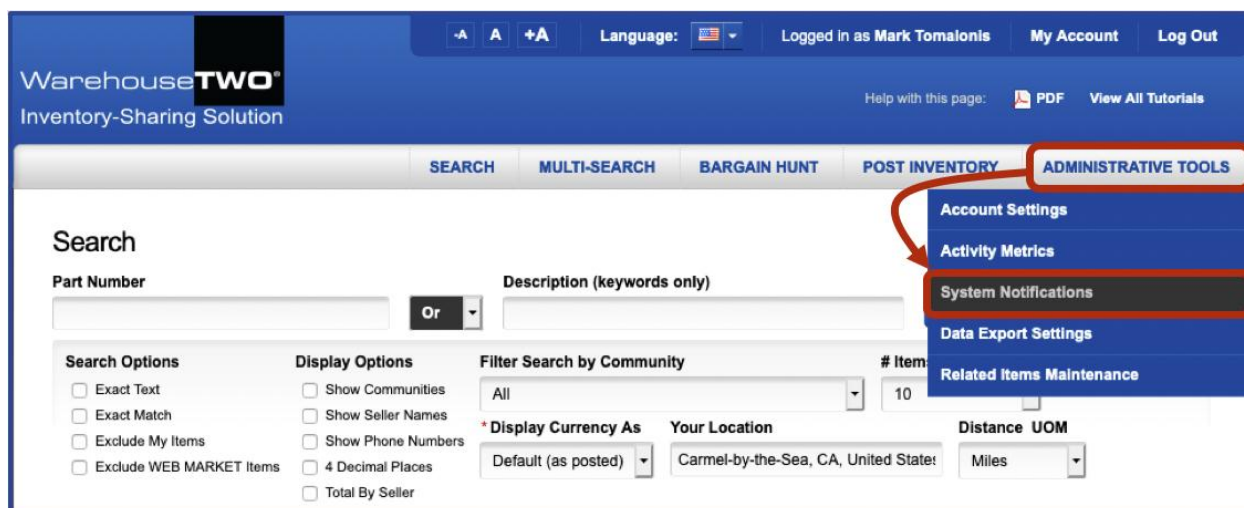 -A A +A Language: Logged in as Mark Tomalonis My Account Log Out
WarehouseTWO®
Inventory-Sharing Solution
Help with this page: PDF View All Tutorials
SEARCH MULTI-SEARCH BARGAIN HUNT POST INVENTORY ADMINISTRATIVE TOOLS
Account Settings
Activity Metrics
System Notifications
Data Export Settings
Related Items Maintenance
Search
Part Number Description (keywords only)
Or
Search Options Display Options Filter Search by Community # Items
Exact Text Show Communities All 10
Exact Match Show Seller Names
Exclude My Items Show Phone Numbers *Display Currency As Your Location Distance UOM
Exclude WEB MARKET Items 4 Decimal Places Default (as posted) Carmel-by-the-Sea, CA, United States Miles
Total By Seller